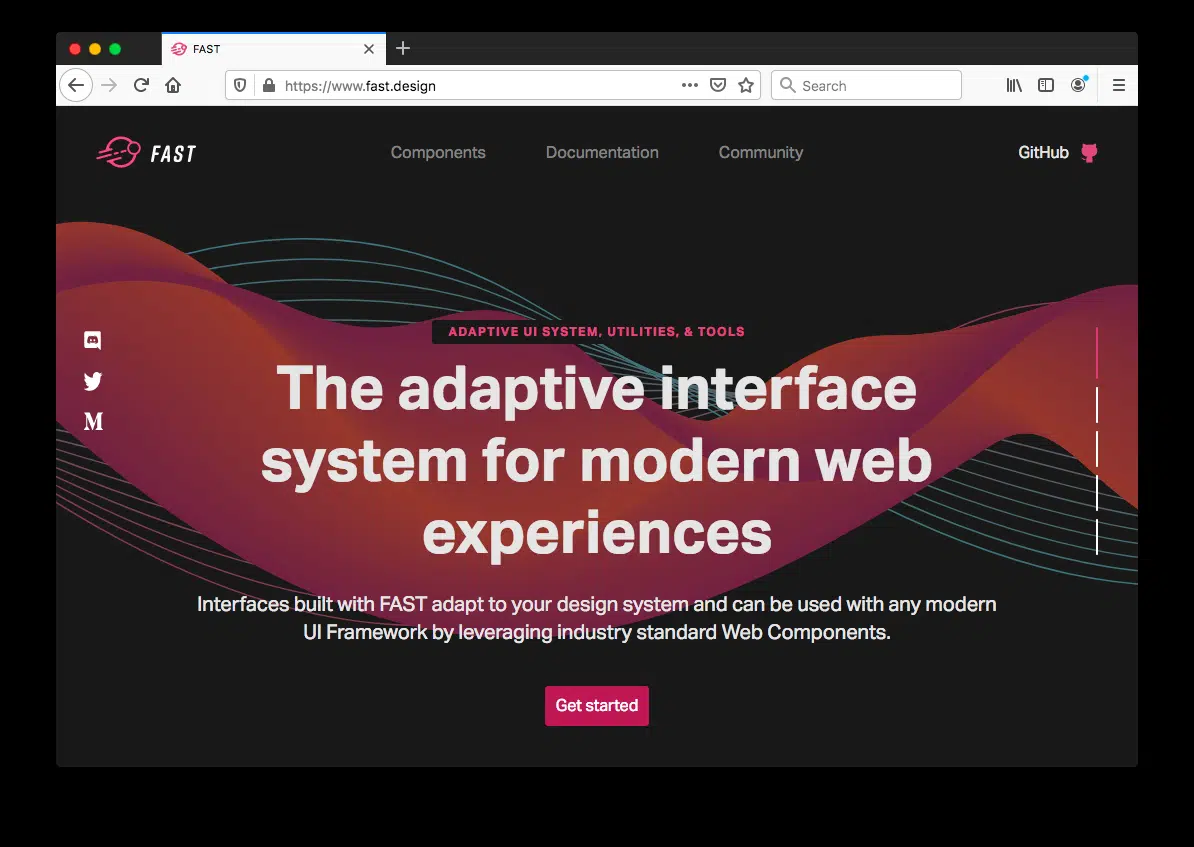 FAST
https://www.fast.design
Search
FAST
Components
Documentation
Community
GitHub
ADAPTIVE UI SYSTEM, UTILITIES, & TOOLS
The adaptive interface
system for modern web
experiences
M
Interfaces built with FAST adapt to your design system and can be used with any modern
UI Framework by leveraging industry standard Web Components.
Get started